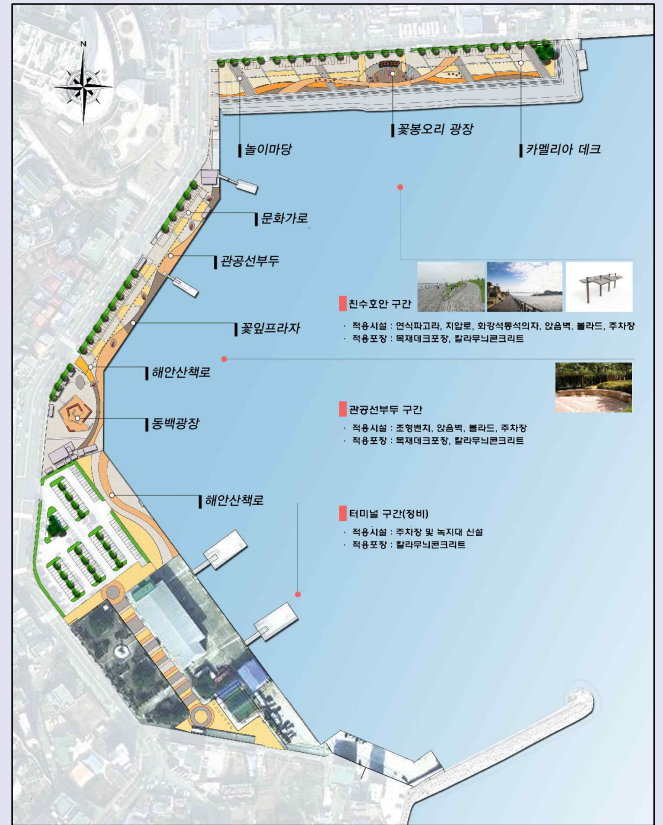 N
놀이마당
꽃봉오리 광장
카멜리아 데크
문화가로
관공선부두
꽃잎프라자
해안산책로
동백광장
해안산책로
친수호안 구간
· 적용시설 : 연식파고라, 지압로, 화강석통석의자, 앉음벽, 볼라드, 주차장
· 적용포장 : 목재데크포장, 칼라무늬콘크리트
관공선부두 구간
· 적용시설 : 조형벤치, 앉음벽, 볼라드, 주차장
· 적용포장 : 목재데크포장, 칼라무늬콘크리트
터미널 구간(정비)
· 적용시설 : 주차장 및 녹지대 신설
· 적용포장 : 칼라무늬콘크리트